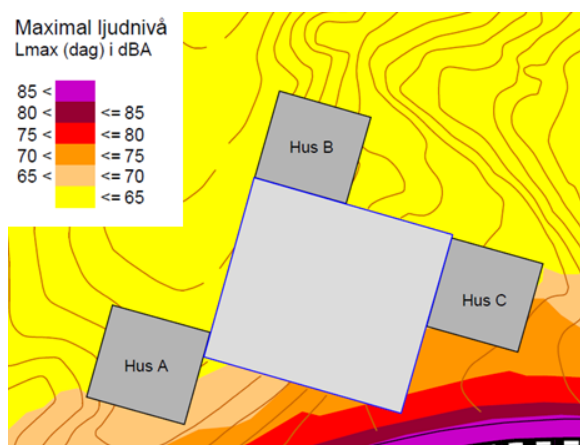 Maximal ljudnivå
Lmax (dag) i dBA
85 <
80 < <= 85
75 < <= 80
70 < <= 75
65 < <= 70
<= 65
Hus B
Hus C
Hus A